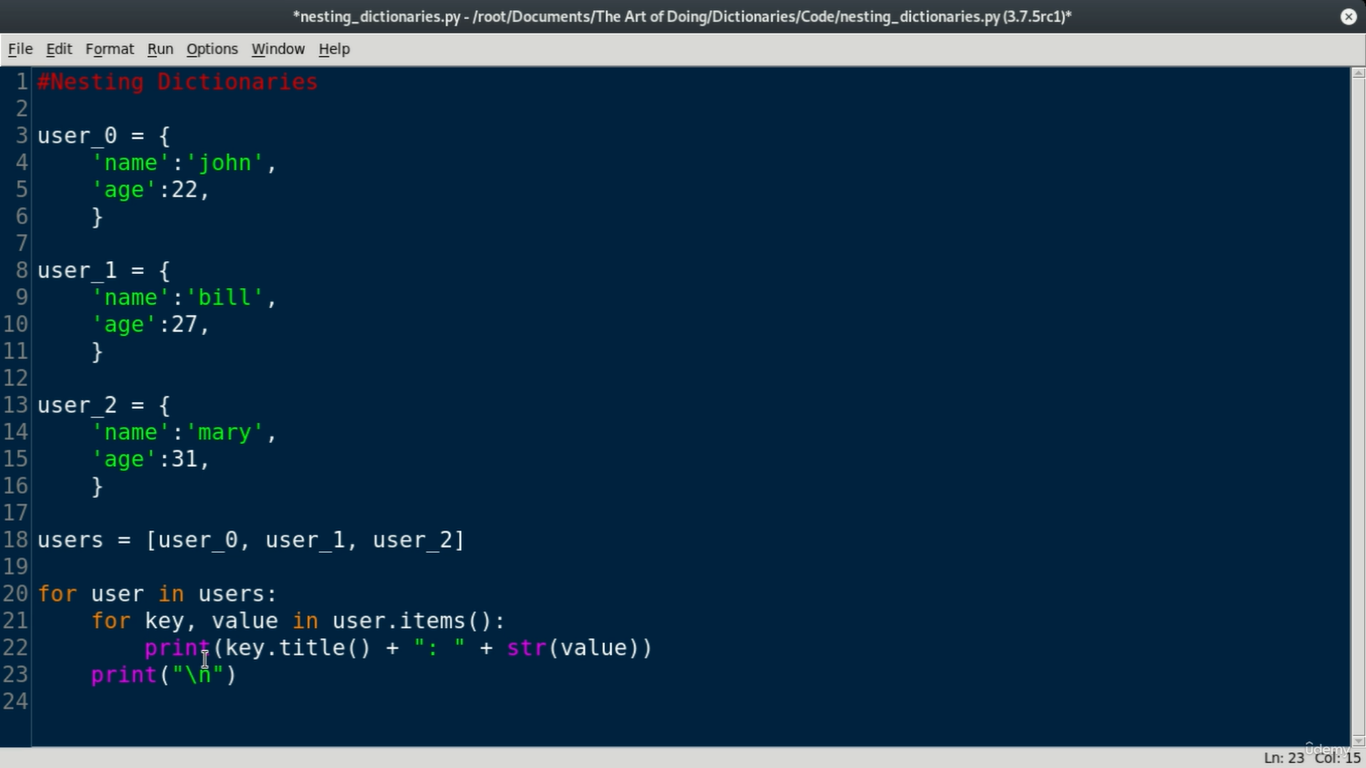 *nesting_dictionaries.py - /root/Documents/The Art of Doing/Dictionaries/Code/nesting_dictionaries.py (3.7.5rc1)*
File Edit Format Run Options Window Help
1 #Nesting Dictionaries
2
3 user_0 = {
4     'name':'john',
5     'age':22,
6     }
7
8 user_1 = {
9     'name':'bill',
10     'age':27,
11     }
12
13 user_2 = {
14     'name':'mary',
15     'age':31,
16     }
17
18 users = [user_0, user_1, user_2]
19
20 for user in users:
21     for key, value in user.items():
22         print(key.title() + ": " + str(value))
23     print("\n")
24
ûdemy
Ln: 23 Col: 15